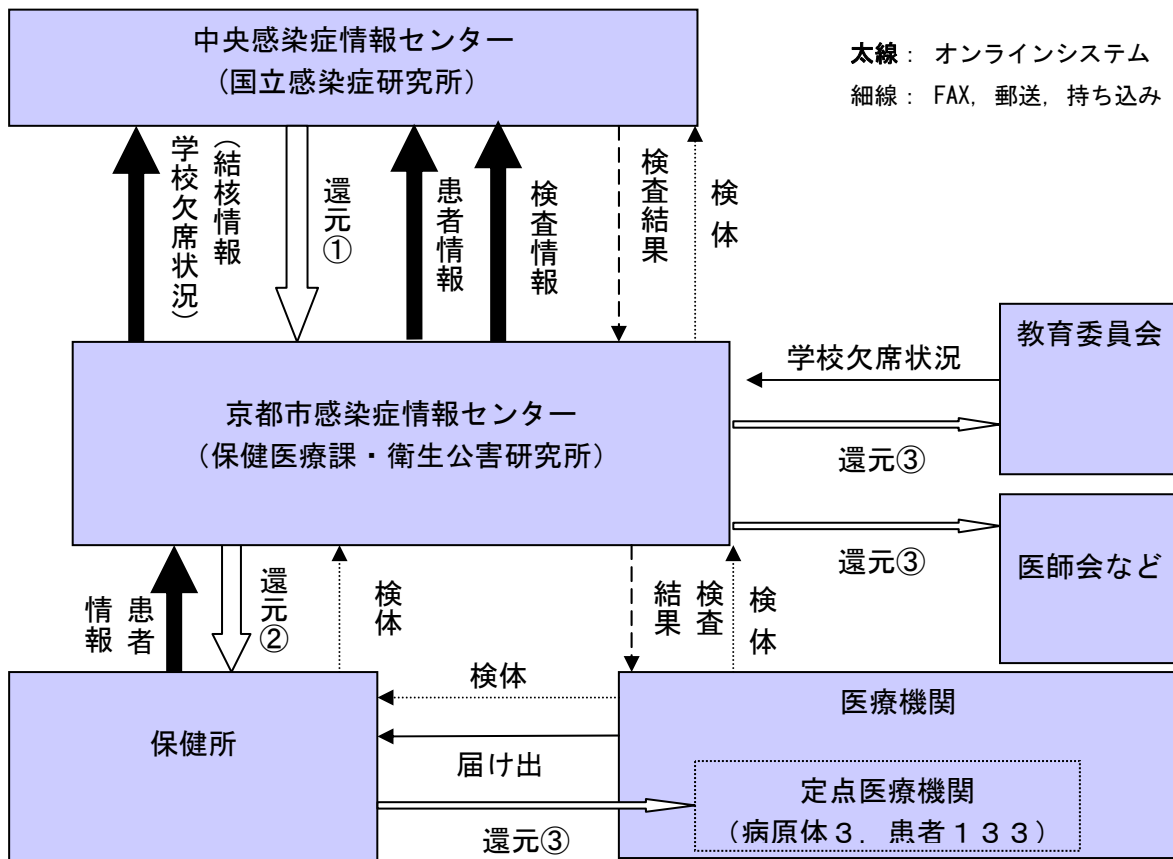 中央感染症情報センター
（国立感染症研究所）
太線： オンラインシステム
細線： FAX, 郵送, 持ち込み
（結核情報
学校欠席状況）
還元①
患者情報
検査情報
検査結果
検体
教育委員会
学校欠席状況
還元③
京都市感染症情報センター
（保健医療課・衛生公害研究所）
医師会など
還元③
患者
情報
還元②
検体
検査
結果
検体
保健所
検体
届け出
還元③
医療機関
定点医療機関
（病原体３．患者１３３）